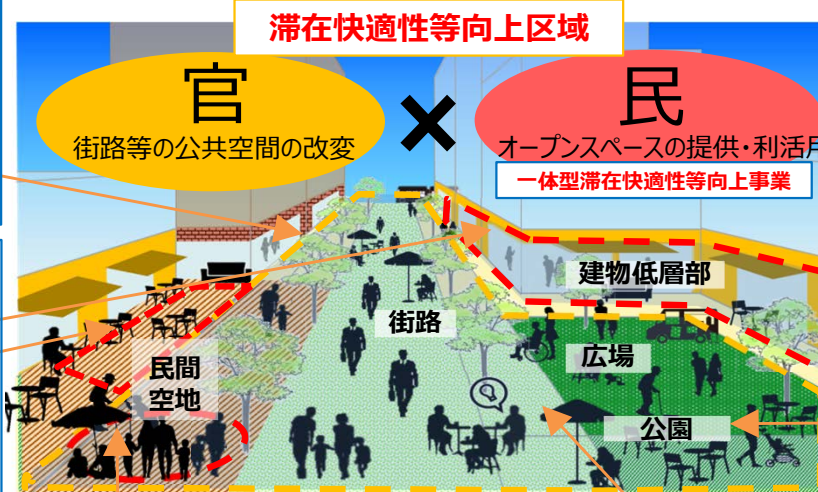 滞在快適性等向上区域
官
街路等の公共空間の改変
×
民
オープンスペースの提供・利活用
一体型滞在快適性等向上事業
建物低層部
街路
広場
民間
空地
公園